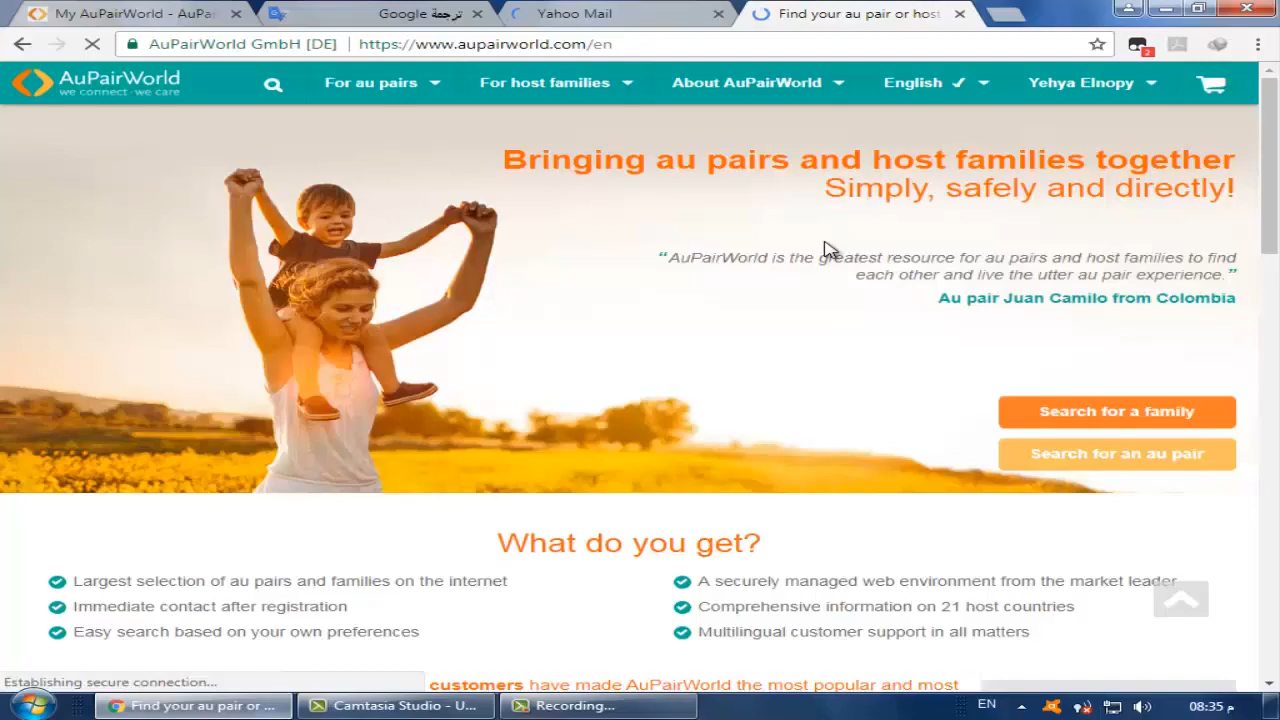 My AuPairWorld - AuPa
ترجمة Google
Yahoo Mail
Find your au pair or host
AuPairWorld GmbH [DE]
https://www.aupairworld.com/en
2
AuPairWorld
we connect · we care
For au pairs
For host families
About AuPairWorld
English
Yehya Elnopy
Bringing au pairs and host families together
Simply, safely and directly!
“AuPairWorld is the greatest resource for au pairs and host families to find
each other and live the utter au pair experience.”
Au pair Juan Camilo from Colombia
Search for a family
Search for an au pair
What do you get?
Largest selection of au pairs and families on the internet
A securely managed web environment from the market leader
Immediate contact after registration
Comprehensive information on 21 host countries
Easy search based on your own preferences
Multilingual customer support in all matters
Establishing secure connection...
customers have made AuPairWorld the most popular and most
Find your au pair or ...
Camtasia Studio - U...
Recording...
EN
08:35 م